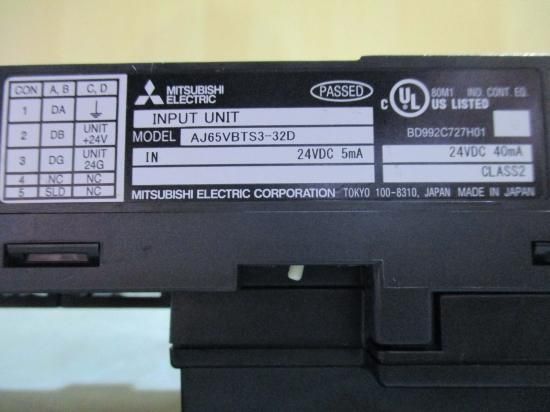 CON A, B C, D
1 DA ⏚
2 DB UNIT +24V
3 DG UNIT 24G
4 NC NC
5 SLD NC
MITSUBISHI ELECTRIC
PASSED
INPUT UNIT
MODEL AJ65VBTS3-32D
IN 24VDC 5mA
MITSUBISHI ELECTRIC CORPORATION TOKYO 100-8310, JAPAN MADE IN JAPAN
C UL US LISTED
80M1 IND. CONT. EQ.
BD992C727H01
24VDC 40mA
CLASS2